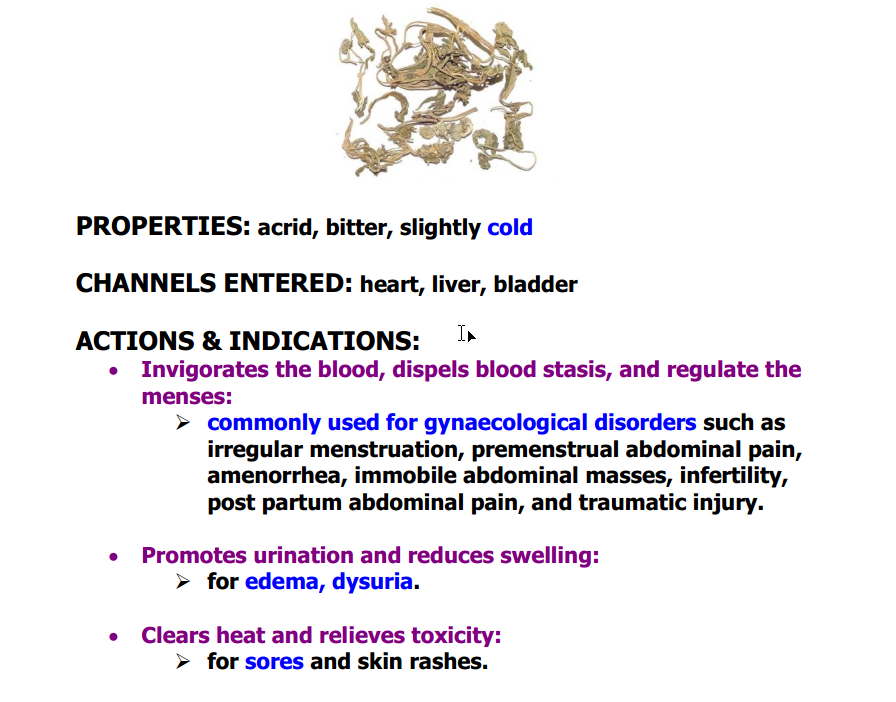 PROPERTIES: acrid, bitter, slightly cold
CHANNELS ENTERED: heart, liver, bladder
ACTIONS & INDICATIONS:
• Invigorates the blood, dispels blood stasis, and regulate the
menses:
➢ commonly used for gynaecological disorders such as
irregular menstruation, premenstrual abdominal pain,
amenorrhea, immobile abdominal masses, infertility,
post partum abdominal pain, and traumatic injury.
• Promotes urination and reduces swelling:
➢ for edema, dysuria.
• Clears heat and relieves toxicity:
➢ for sores and skin rashes.